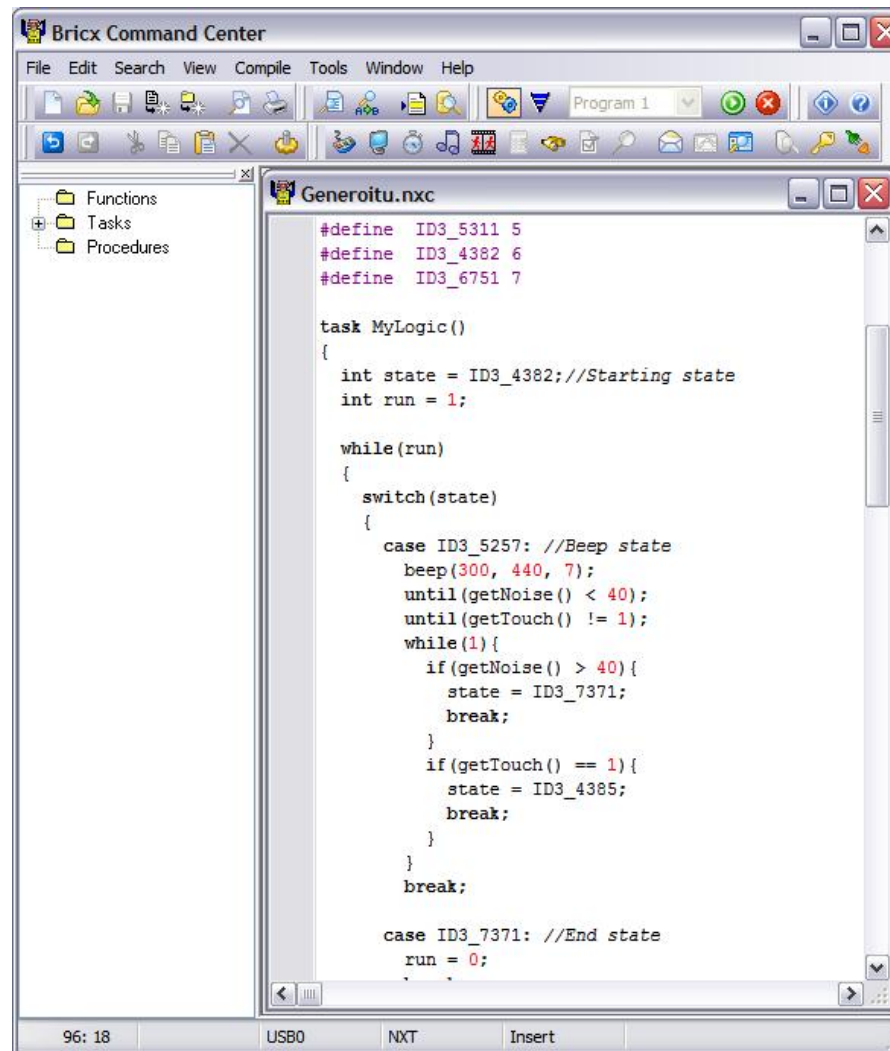 Bricx Command Center
File Edit Search View Compile Tools Window Help
Program 1
Functions
Tasks
Procedures
Generoitu.nxc
#define ID3_5311 5
#define ID3_4382 6
#define ID3_6751 7
task MyLogic()
{
int state = ID3_4382;//Starting state
int run = 1;
while(run)
{
switch(state)
{
case ID3_5257: //Beep state
beep(300, 440, 7);
until(getNoise() < 40);
until(getTouch() != 1);
while(1){
if(getNoise() > 40){
state = ID3_7371;
break;
}
if(getTouch() == 1){
state = ID3_4385;
break;
}
}
break;
case ID3_7371: //End state
run = 0;
96: 18 USB0 NXT Insert